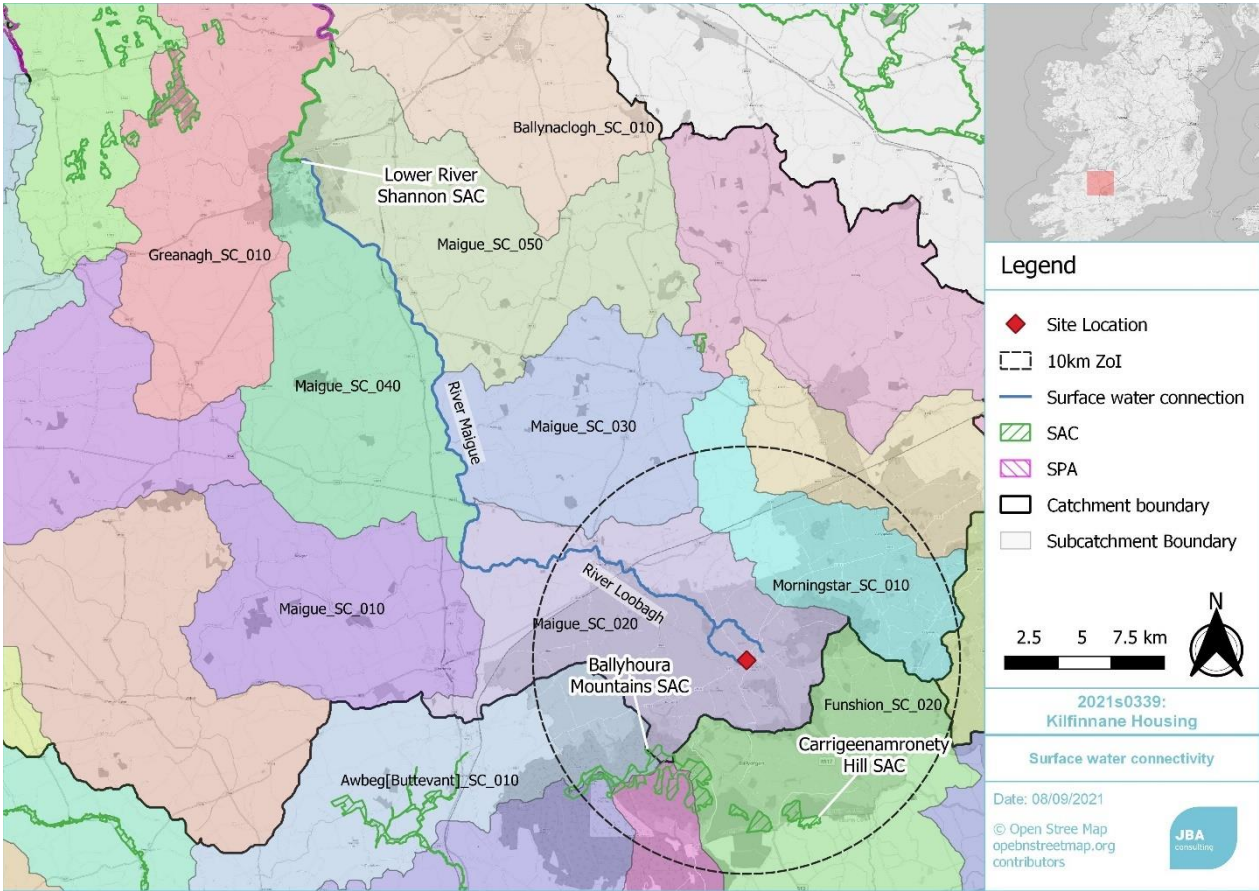 Ballynaclogh_SC_010
Lower River
Shannon SAC
Maigue_SC_050
Greanagh_SC_010
Maigue_SC_040
River Maigue
Maigue_SC_030
River Loobagh
Morningstar_SC_010
Maigue_SC_010
Maigue_SC_020
Ballyhoura
Mountains SAC
Funshion_SC_020
Carrigeenamronety
Hill SAC
Awbeg[Buttevant]_SC_010
Legend
Site Location
10km ZoI
Surface water connection
SAC
SPA
Catchment boundary
Subcatchment Boundary
N
2.5 5 7.5 km
2021s0339:
Kilfinnane Housing
Surface water connectivity
Date: 08/09/2021
© Open Stree Map
opebnstreetmap.org
contributors
JBA
consulting